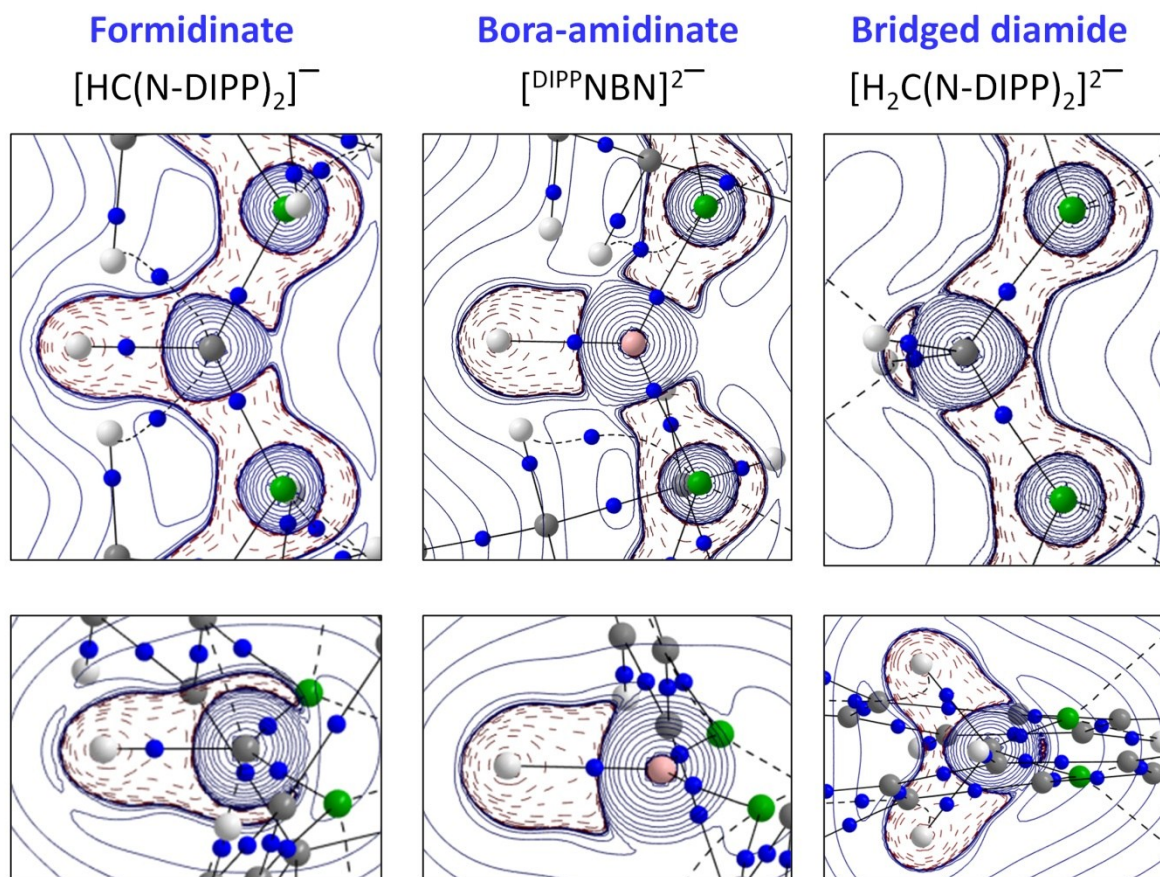 Formidinate Bora-amidinate Bridged diamide
[HC(N-DIPP)₂]⁻ [ᴰᴵᴾᴾNBN]²⁻ [H₂C(N-DIPP)₂]²⁻